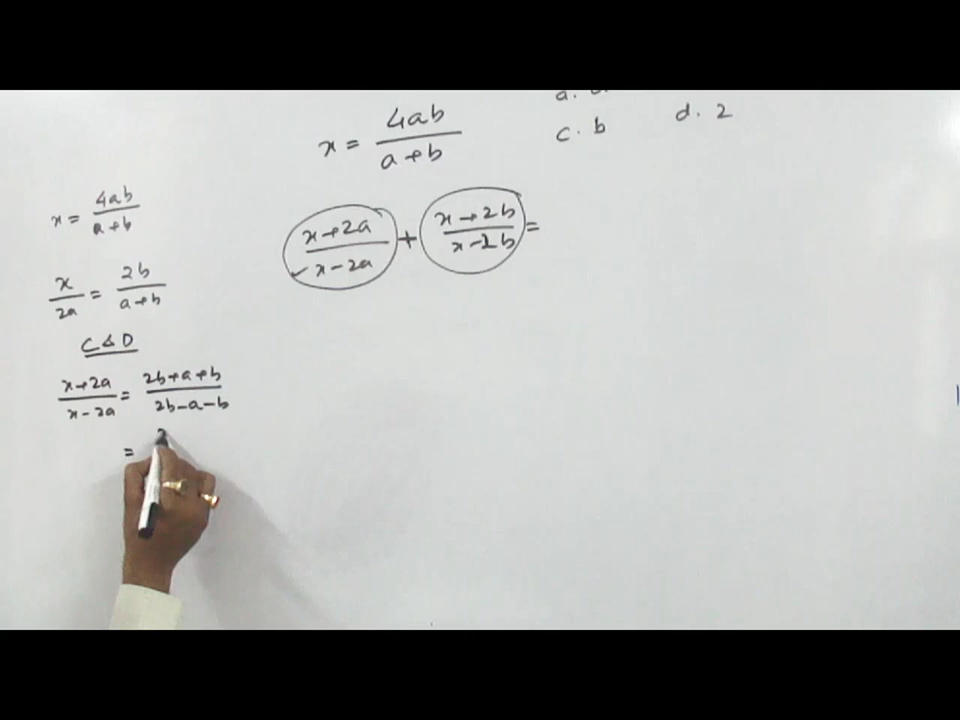 x = 4ab / a+b
a.
c. b d. 2
x+2a / x-2a + x+2b / x-2b =
x = 4ab / a+b
x / 2a = 2b / a+b
C & D
x+2a / x-2a = 2b+a+b / 2b-a-b
=